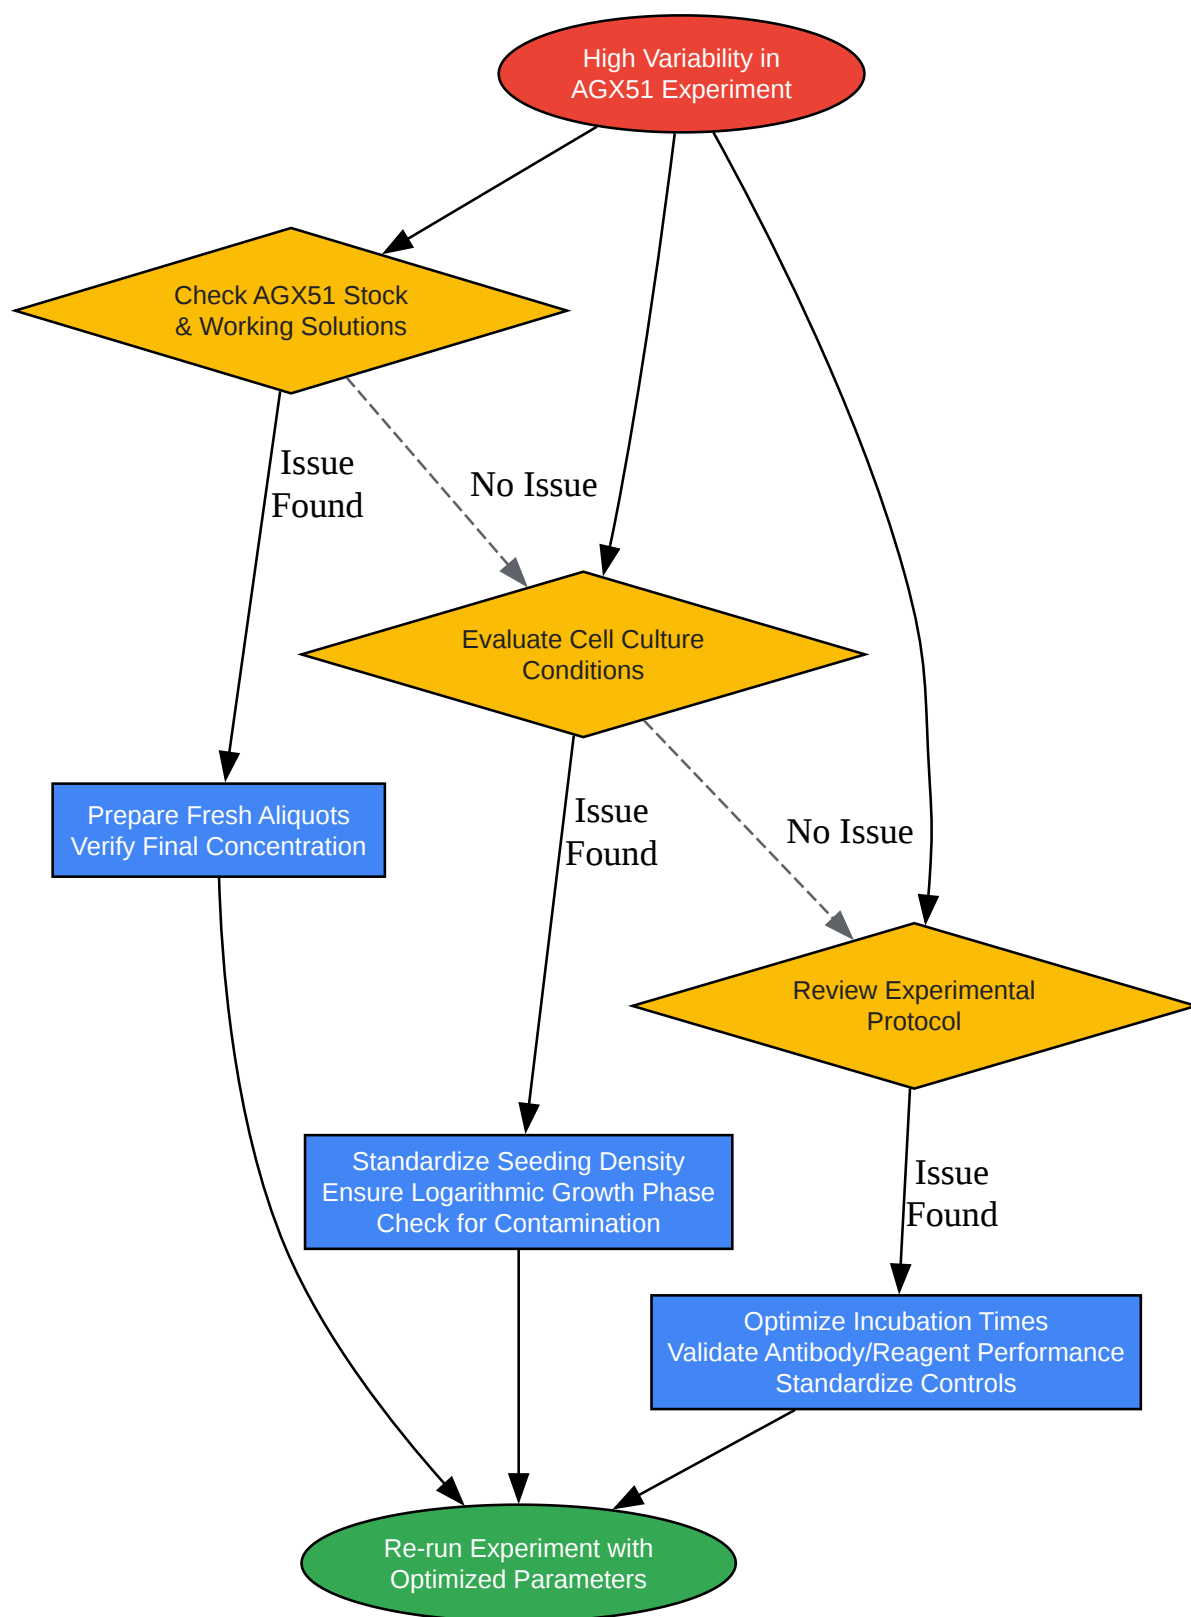 High Variability in
AGX51 Experiment
Check AGX51 Stock
& Working Solutions
Issue
Found
No Issue
Evaluate Cell Culture
Conditions
Prepare Fresh Aliquots
Verify Final Concentration
Issue
Found
No Issue
Review Experimental
Protocol
Standardize Seeding Density
Ensure Logarithmic Growth Phase
Check for Contamination
Issue
Found
Optimize Incubation Times
Validate Antibody/Reagent Performance
Standardize Controls
Re-run Experiment with
Optimized Parameters